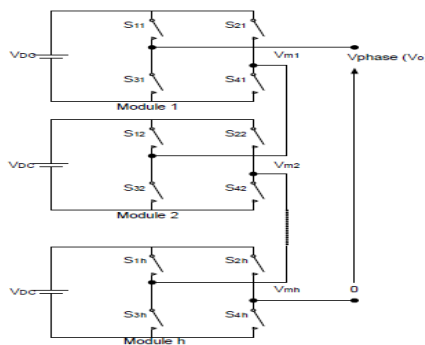 S11 S21
VDC Vm1 Vphase (Vo
S31 S41
Module 1
S12 S22
VDC Vm2
S32 S42
Module 2
S1h S2h
VDC Vmh 0
S3h S4h
Module h